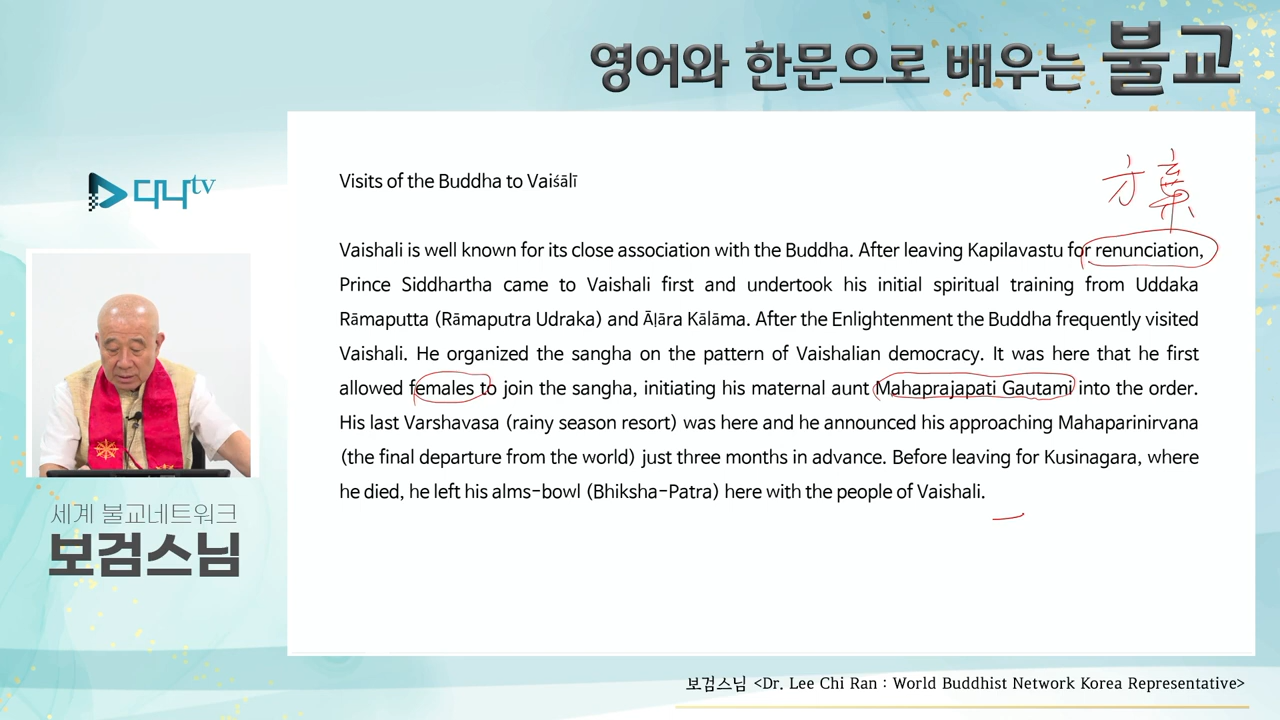 영어와 한문으로 배우는 불교
다나tv
Visits of the Buddha to Vaiśālī
Vaishali is well known for its close association with the Buddha. After leaving Kapilavastu for renunciation,
Prince Siddhartha came to Vaishali first and undertook his initial spiritual training from Uddaka
Rāmaputta (Rāmaputra Udraka) and Āḷāra Kālāma. After the Enlightenment the Buddha frequently visited
Vaishali. He organized the sangha on the pattern of Vaishalian democracy. It was here that he first
allowed females to join the sangha, initiating his maternal aunt Mahaprajapati Gautami into the order.
His last Varshavasa (rainy season resort) was here and he announced his approaching Mahaparinirvana
(the final departure from the world) just three months in advance. Before leaving for Kusinagara, where
he died, he left his alms-bowl (Bhiksha-Patra) here with the people of Vaishali.
세계 불교네트워크
보검스님
보검스님 <Dr. Lee Chi Ran : World Buddhist Network Korea Representative>